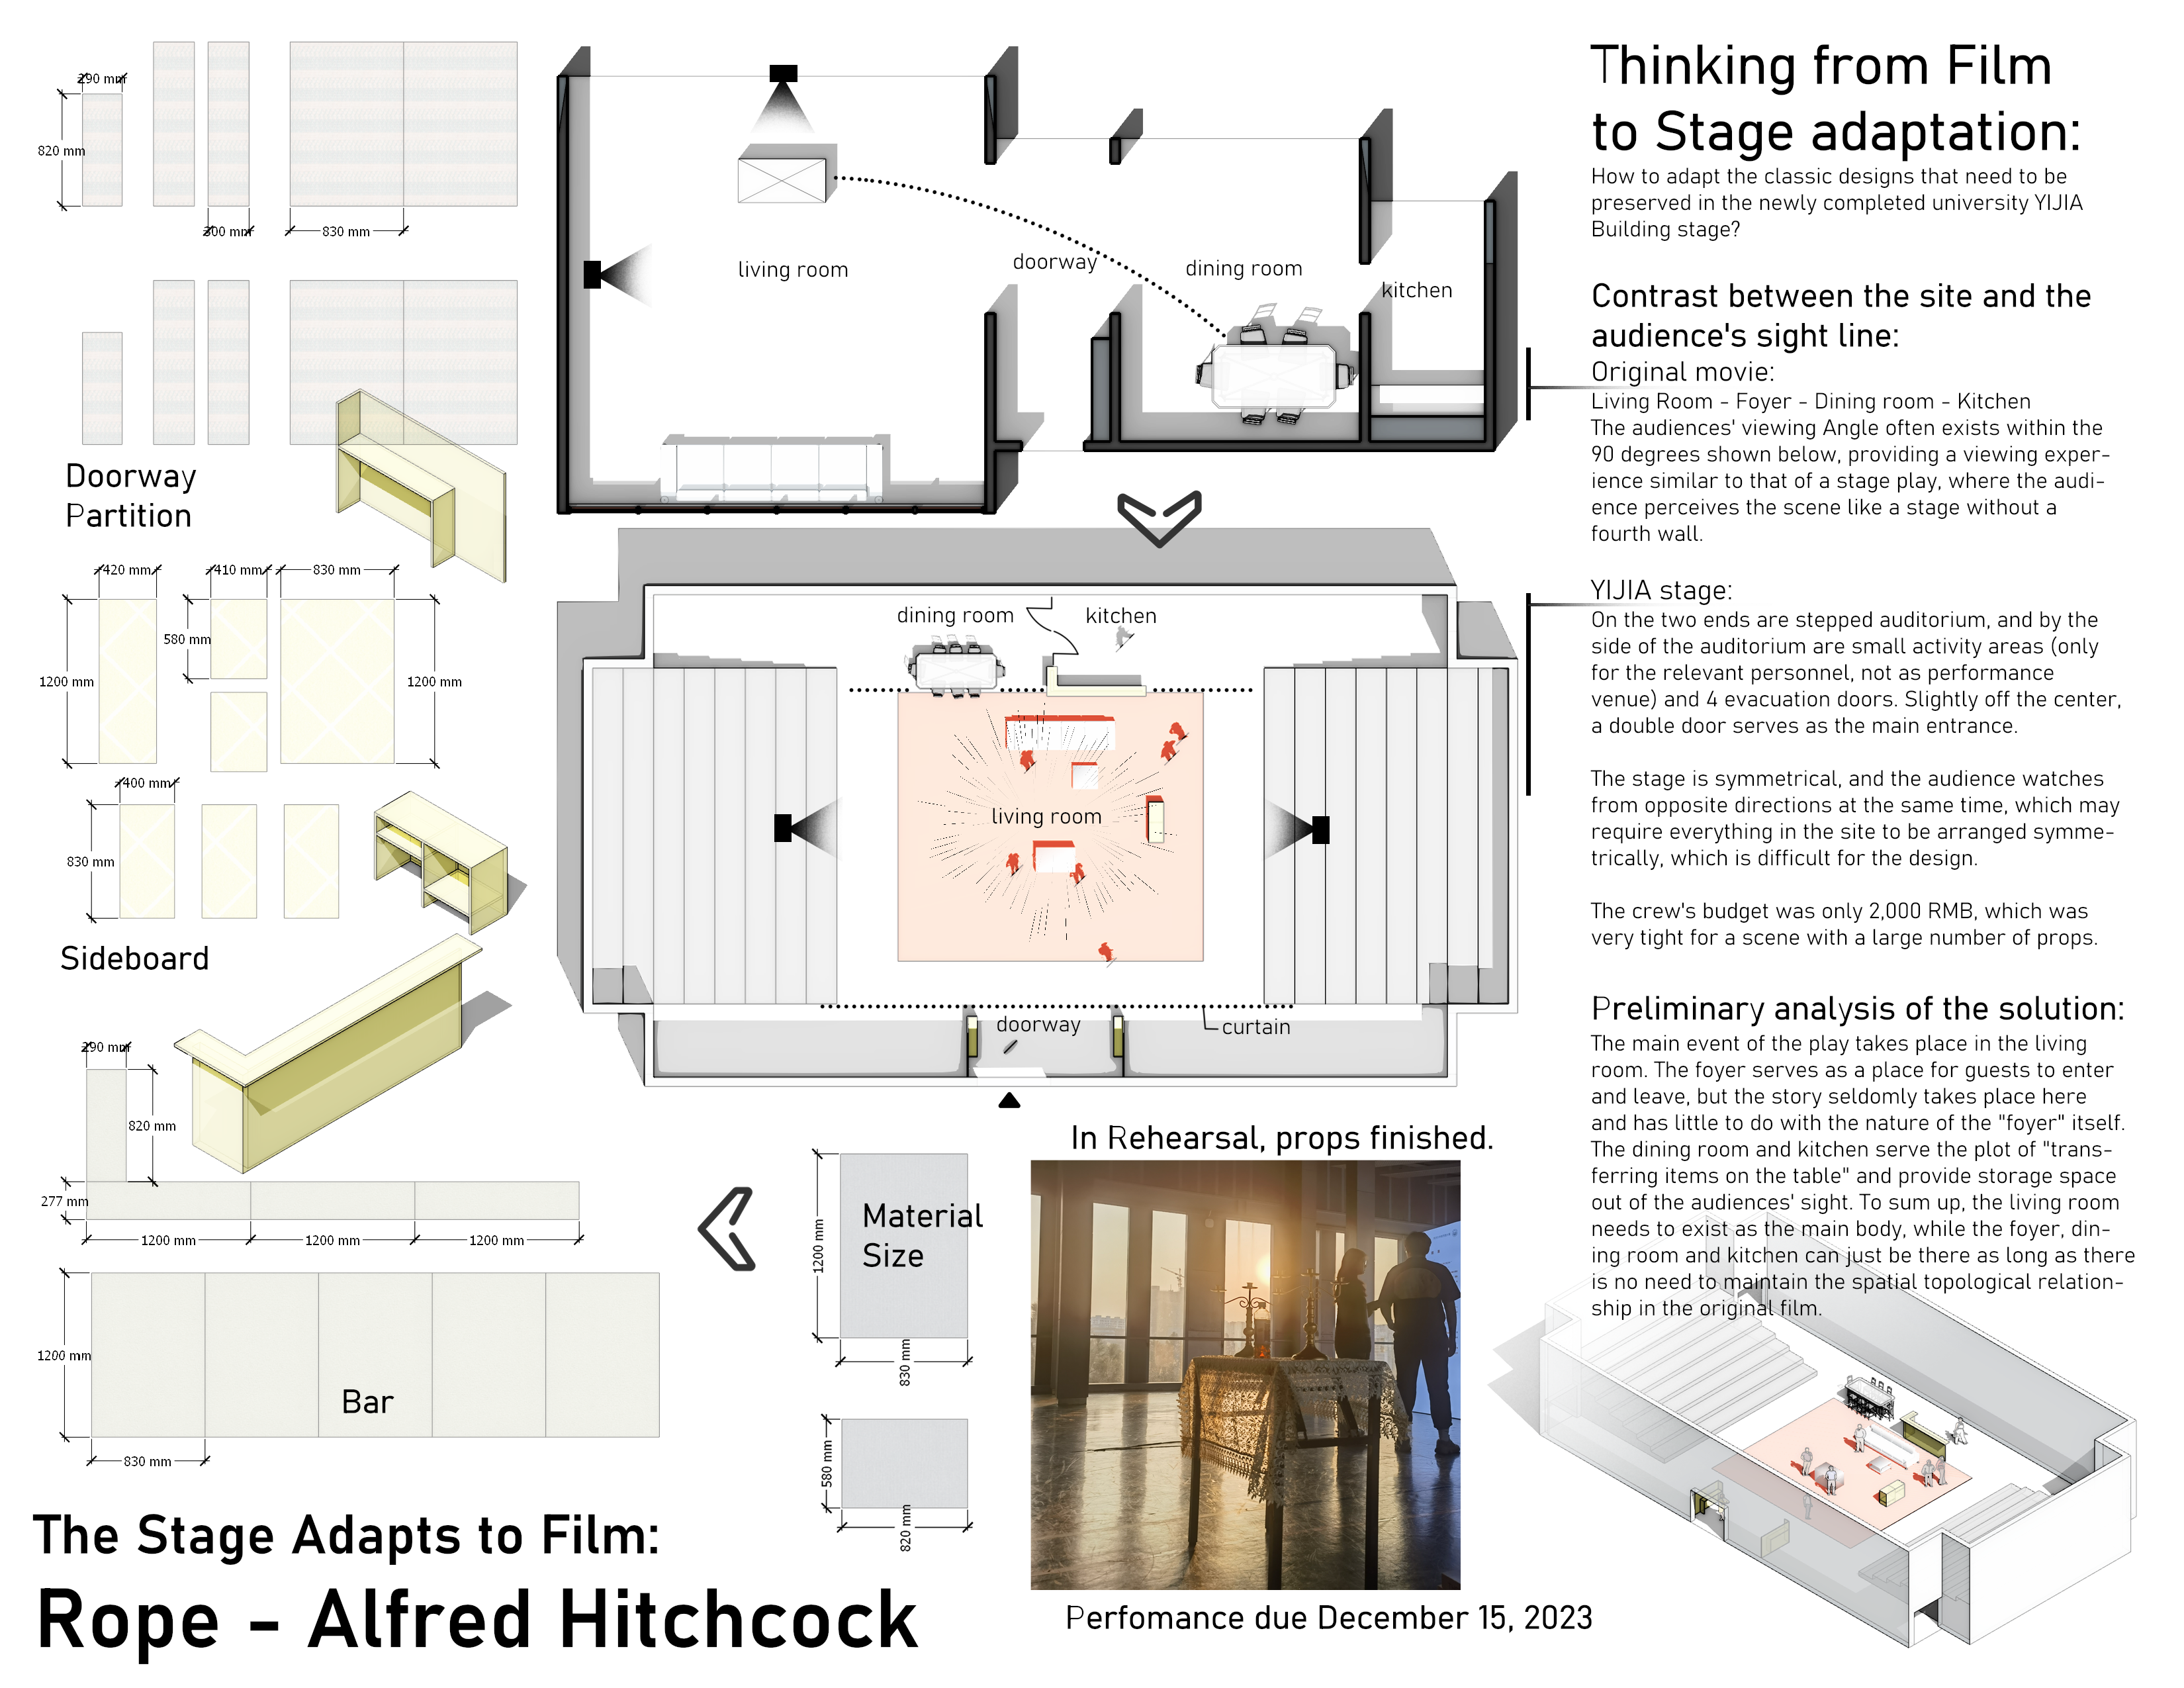 290 mm
820 mm
300 mm
830 mm
Doorway
Partition
420 mm
410 mm
830 mm
580 mm
1200 mm
1200 mm
400 mm
830 mm
Sideboard
290 mm
820 mm
277 mm
1200 mm
1200 mm
1200 mm
1200 mm
Bar
830 mm
The Stage Adapts to Film:
Rope - Alfred Hitchcock
living room
doorway
dining room
kitchen
dining room
kitchen
living room
doorway
curtain
Material
Size
1200 mm
830 mm
580 mm
820 mm
In Rehearsal, props finished.
Perfomance due December 15, 2023
Thinking from Film
to Stage adaptation:
How to adapt the classic designs that need to be
preserved in the newly completed university YIJIA
Building stage?
Contrast between the site and the
audience's sight line:
Original movie:
Living Room - Foyer - Dining room - Kitchen
The audiences' viewing Angle often exists within the
90 degrees shown below, providing a viewing exper-
ience similar to that of a stage play, where the audi-
ence perceives the scene like a stage without a
fourth wall.
YIJIA stage:
On the two ends are stepped auditorium, and by the
side of the auditorium are small activity areas (only
for the relevant personnel, not as performance
venue) and 4 evacuation doors. Slightly off the center,
a double door serves as the main entrance.
The stage is symmetrical, and the audience watches
from opposite directions at the same time, which may
require everything in the site to be arranged symme-
trically, which is difficult for the design.
The crew's budget was only 2,000 RMB, which was
very tight for a scene with a large number of props.
Preliminary analysis of the solution:
The main event of the play takes place in the living
room. The foyer serves as a place for guests to enter
and leave, but the story seldomly takes place here
and has little to do with the nature of the "foyer" itself.
The dining room and kitchen serve the plot of "trans-
ferring items on the table" and provide storage space
out of the audiences' sight. To sum up, the living room
needs to exist as the main body, while the foyer, din-
ing room and kitchen can just be there as long as there
is no need to maintain the spatial topological relation-
ship in the original film.